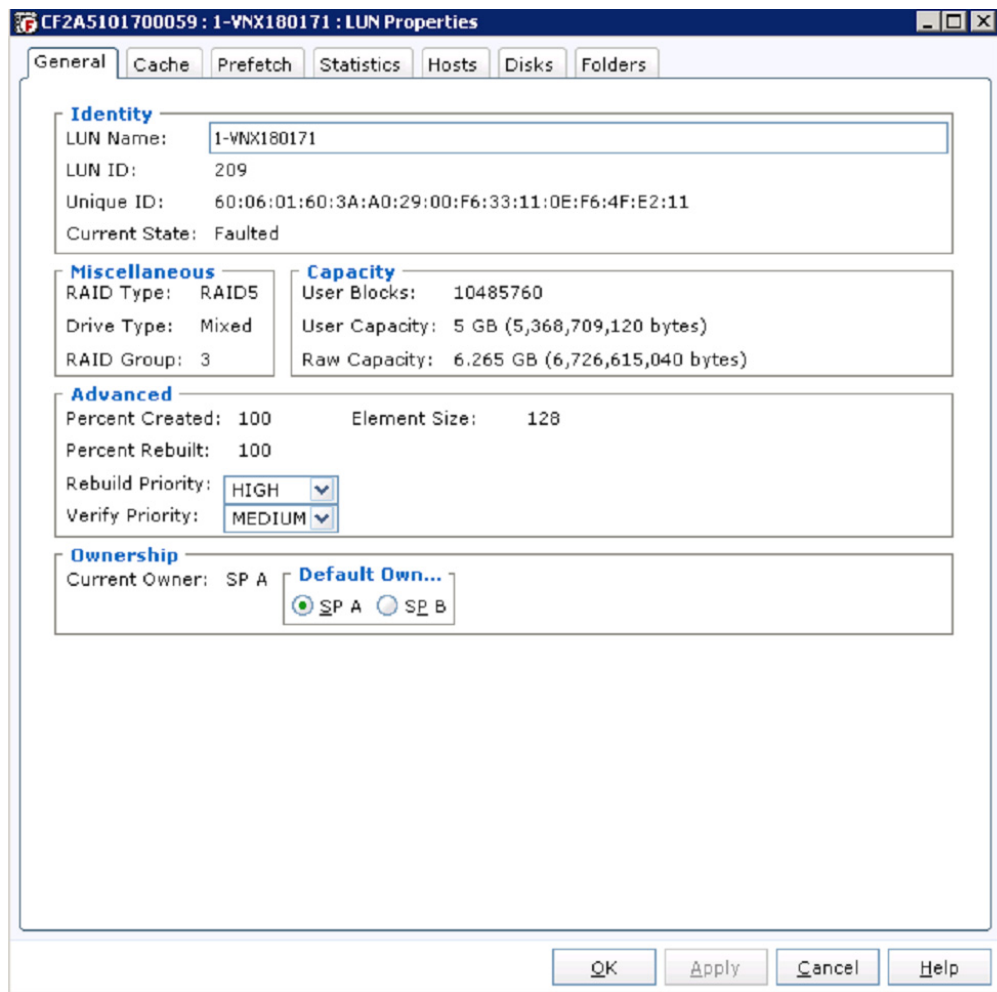 CF2A5101700059 : 1-VNX180171 : LUN Properties
General Cache Prefetch Statistics Hosts Disks Folders
Identity
LUN Name: 1-VNX180171
LUN ID: 209
Unique ID: 60:06:01:60:3A:A0:29:00:F6:33:11:0E:F6:4F:E2:11
Current State: Faulted
Miscellaneous
RAID Type: RAID5
Drive Type: Mixed
RAID Group: 3
Capacity
User Blocks: 10485760
User Capacity: 5 GB (5,368,709,120 bytes)
Raw Capacity: 6.265 GB (6,726,615,040 bytes)
Advanced
Percent Created: 100 Element Size: 128
Percent Rebuilt: 100
Rebuild Priority: HIGH
Verify Priority: MEDIUM
Ownership
Current Owner: SP A
Default Own...
SP A SP B
OK Apply Cancel Help